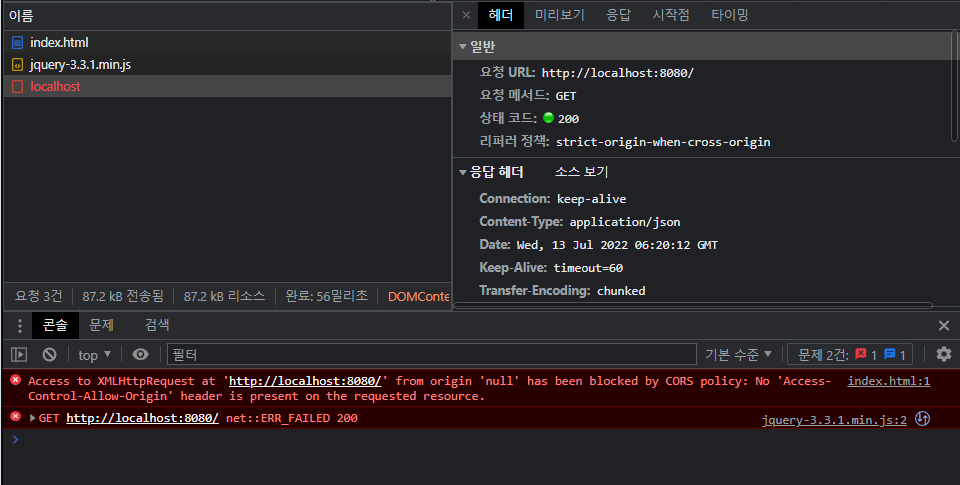 이름
index.html
jquery-3.3.1.min.js
localhost
요청 3건 87.2 kB 전송됨 87.2 kB 리소스 완료: 56밀리초 DOMConte
× 헤더 미리보기 응답 시작점 타이밍
일반
요청 URL: http://localhost:8080/
요청 메서드: GET
상태 코드: 200
리퍼러 정책: strict-origin-when-cross-origin
응답 헤더 소스 보기
Connection: keep-alive
Content-Type: application/json
Date: Wed, 13 Jul 2022 06:20:12 GMT
Keep-Alive: timeout=60
Transfer-Encoding: chunked
콘솔 문제 검색
top 필터 기본 수준 문제 2건: 1 1
Access to XMLHttpRequest at 'http://localhost:8080/' from origin 'null' has been blocked by CORS policy: No 'Access- index.html:1
Control-Allow-Origin' header is present on the requested resource.
GET http://localhost:8080/ net::ERR_FAILED 200 jquery-3.3.1.min.js:2